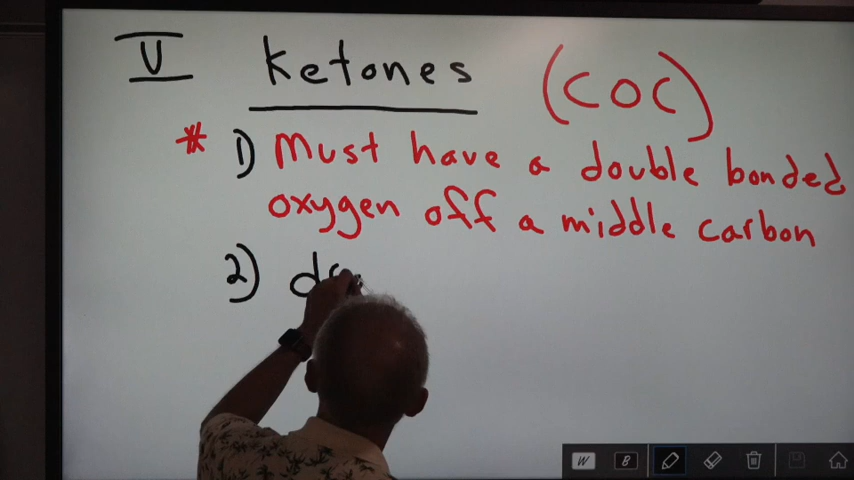 V Ketones (COC)
* 1) Must have a double bonded
oxygen off a middle carbon
2)
W B